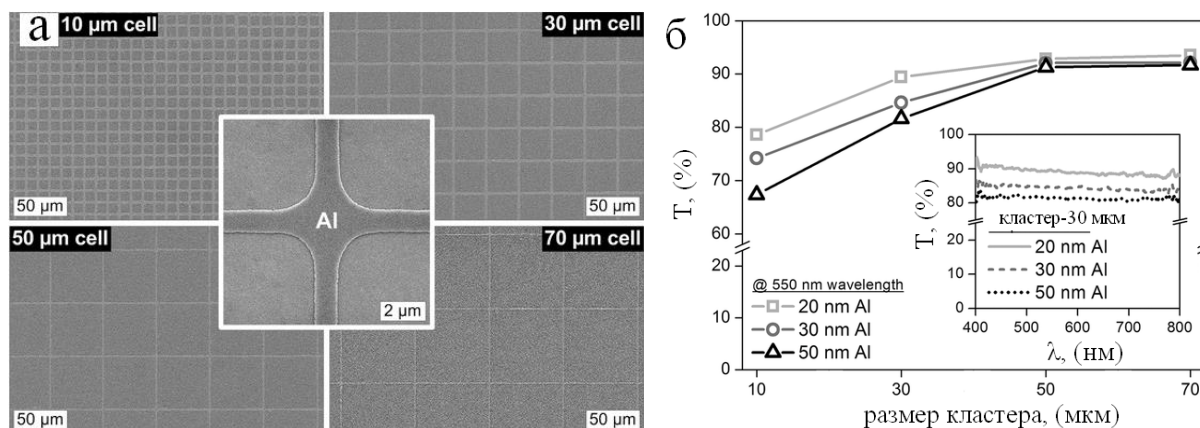 а
10 µm cell
30 µm cell
50 µm
50 µm
Al
2 µm
50 µm cell
70 µm cell
50 µm
50 µm
б
100
90
80
70
60
20
10
0
T, (%)
10
30
50
70
размер кластера, (мкм)
@ 550 nm wavelength
20 nm Al
30 nm Al
50 nm Al
100
90
80
20
10
0
T, (%)
кластер-30 мкм
20 nm Al
30 nm Al
50 nm Al
400
500
600
700
800
λ, (нм)